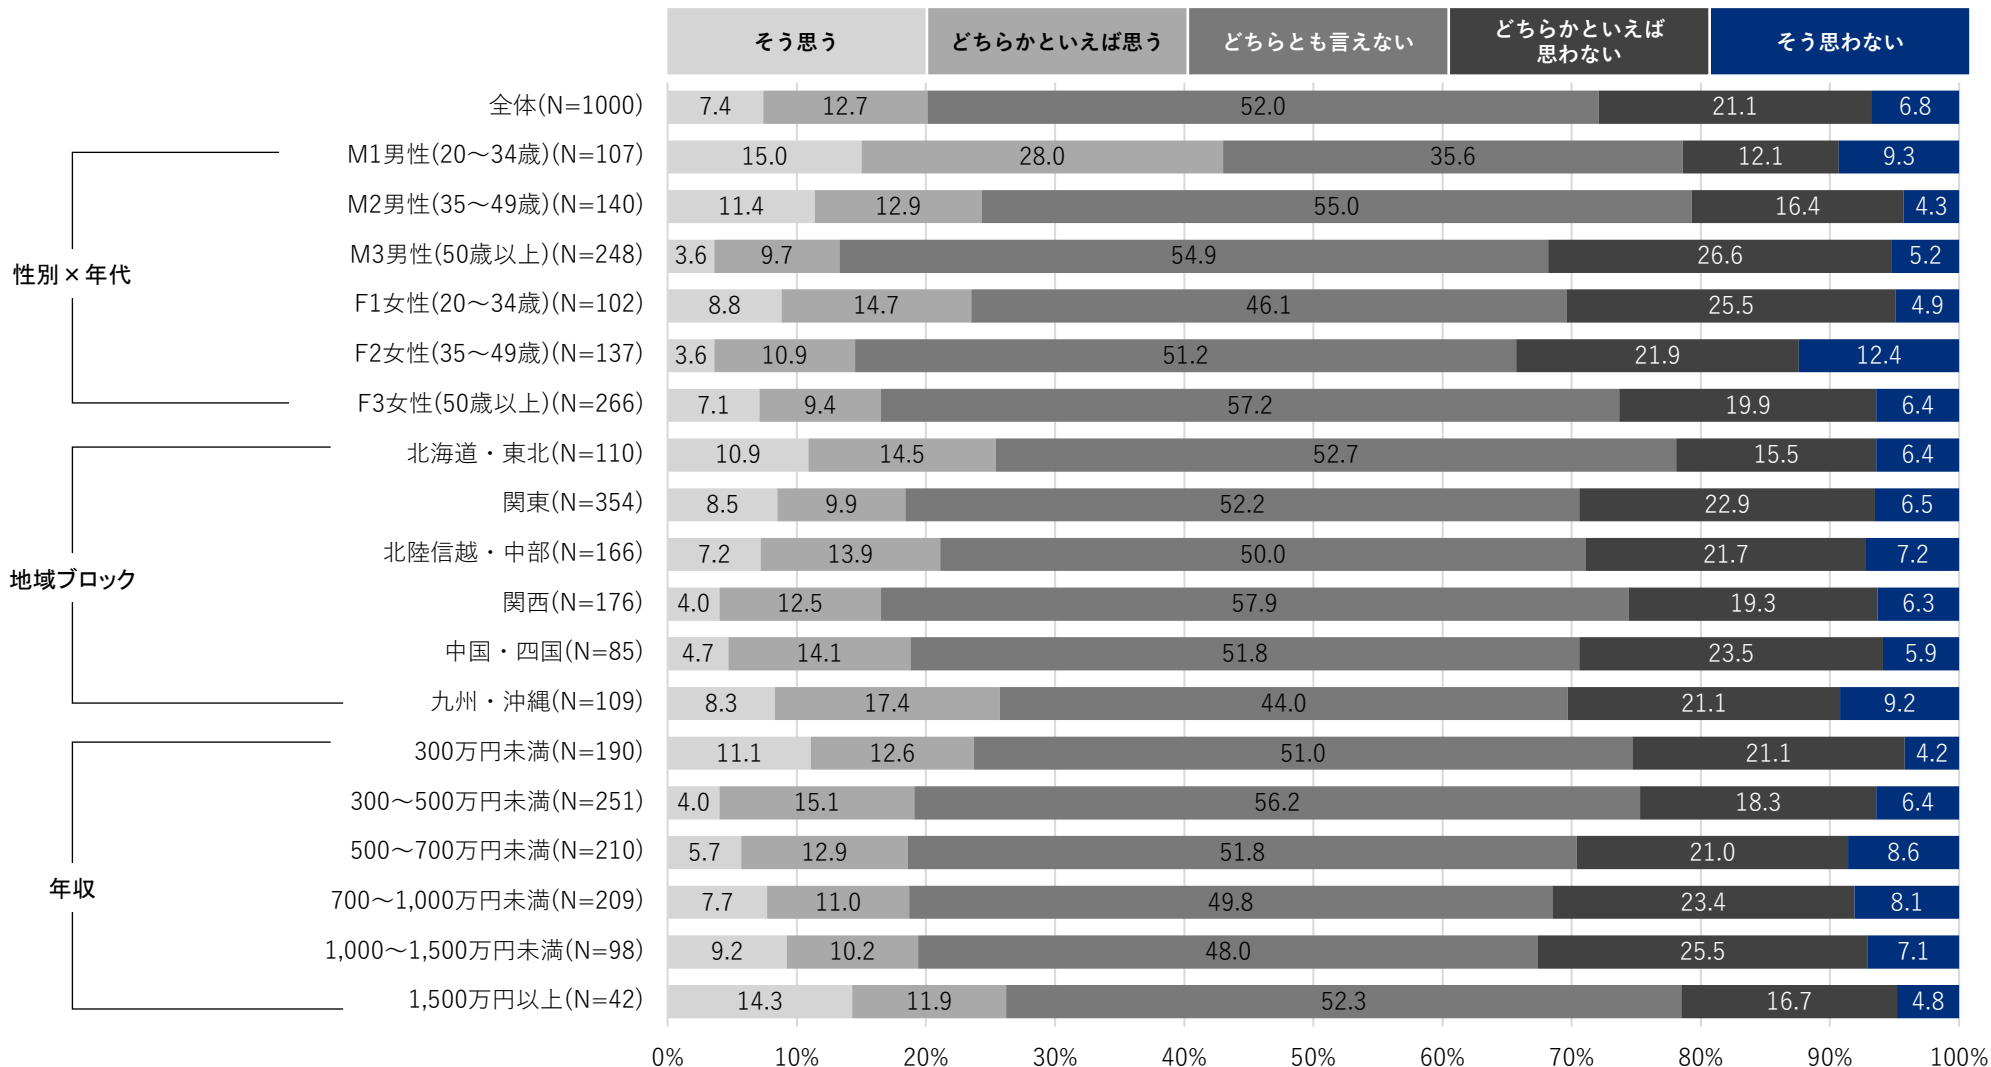 そう思う
どちらかといえば思う
どちらとも言えない
どちらかといえば
思わない
そう思わない
全体(N=1000) 7.4 12.7 52.0 21.1 6.8
M1男性(20～34歳)(N=107) 15.0 28.0 35.6 12.1 9.3
M2男性(35～49歳)(N=140) 11.4 12.9 55.0 16.4 4.3
M3男性(50歳以上)(N=248) 3.6 9.7 54.9 26.6 5.2
性別×年代
F1女性(20～34歳)(N=102) 8.8 14.7 46.1 25.5 4.9
F2女性(35～49歳)(N=137) 3.6 10.9 51.2 21.9 12.4
F3女性(50歳以上)(N=266) 7.1 9.4 57.2 19.9 6.4
北海道・東北(N=110) 10.9 14.5 52.7 15.5 6.4
関東(N=354) 8.5 9.9 52.2 22.9 6.5
北陸信越・中部(N=166) 7.2 13.9 50.0 21.7 7.2
地域ブロック
関西(N=176) 4.0 12.5 57.9 19.3 6.3
中国・四国(N=85) 4.7 14.1 51.8 23.5 5.9
九州・沖縄(N=109) 8.3 17.4 44.0 21.1 9.2
300万円未満(N=190) 11.1 12.6 51.0 21.1 4.2
300～500万円未満(N=251) 4.0 15.1 56.2 18.3 6.4
500～700万円未満(N=210) 5.7 12.9 51.8 21.0 8.6
年収
700～1,000万円未満(N=209) 7.7 11.0 49.8 23.4 8.1
1,000～1,500万円未満(N=98) 9.2 10.2 48.0 25.5 7.1
1,500万円以上(N=42) 14.3 11.9 52.3 16.7 4.8
0% 10% 20% 30% 40% 50% 60% 70% 80% 90% 100%